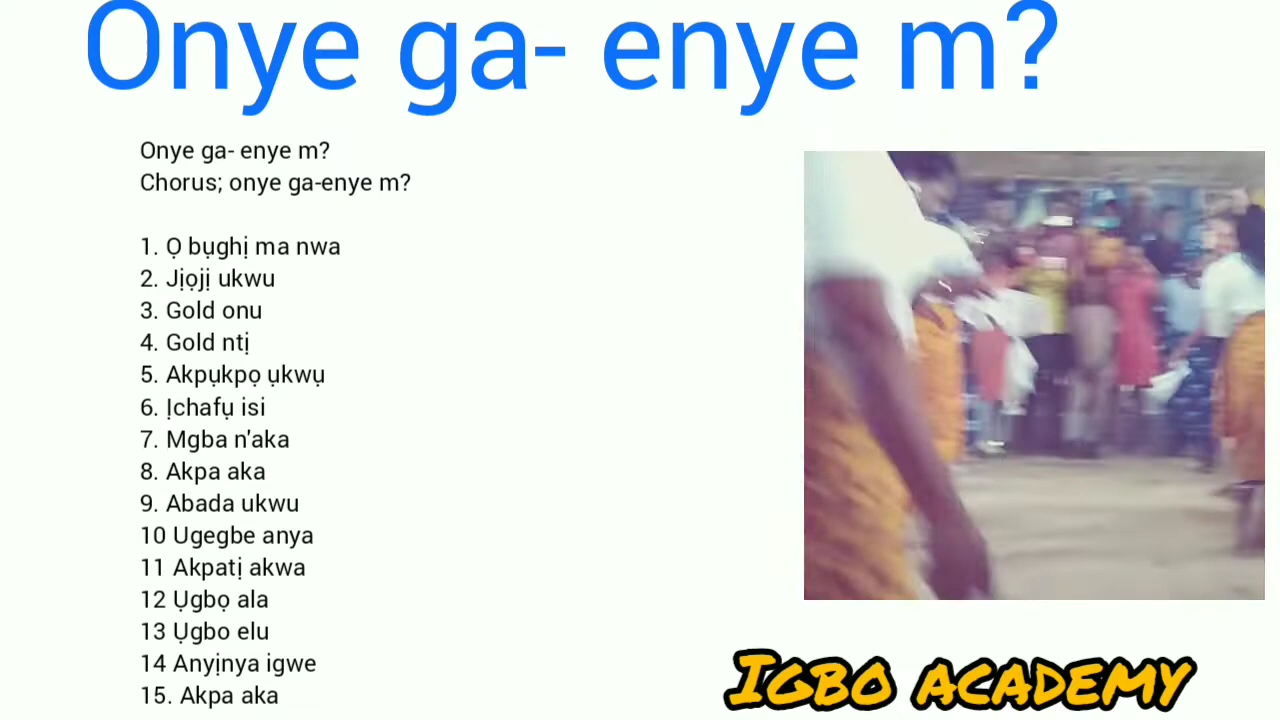 Onye ga- enye m?
Onye ga- enye m?
Chorus; onye ga-enye m?
1. Ọ bụghị ma nwa
2. Jịọjị ukwu
3. Gold onu
4. Gold ntị
5. Akpụkpọ ụkwụ
6. Ịchafụ isi
7. Mgba n'aka
8. Akpa aka
9. Abada ukwu
10 Ugegbe anya
11 Akpatị akwa
12 Ụgbọ ala
13 Ụgbo elu
14 Anyịnya igwe
15. Akpa aka
IGBO ACADEMY